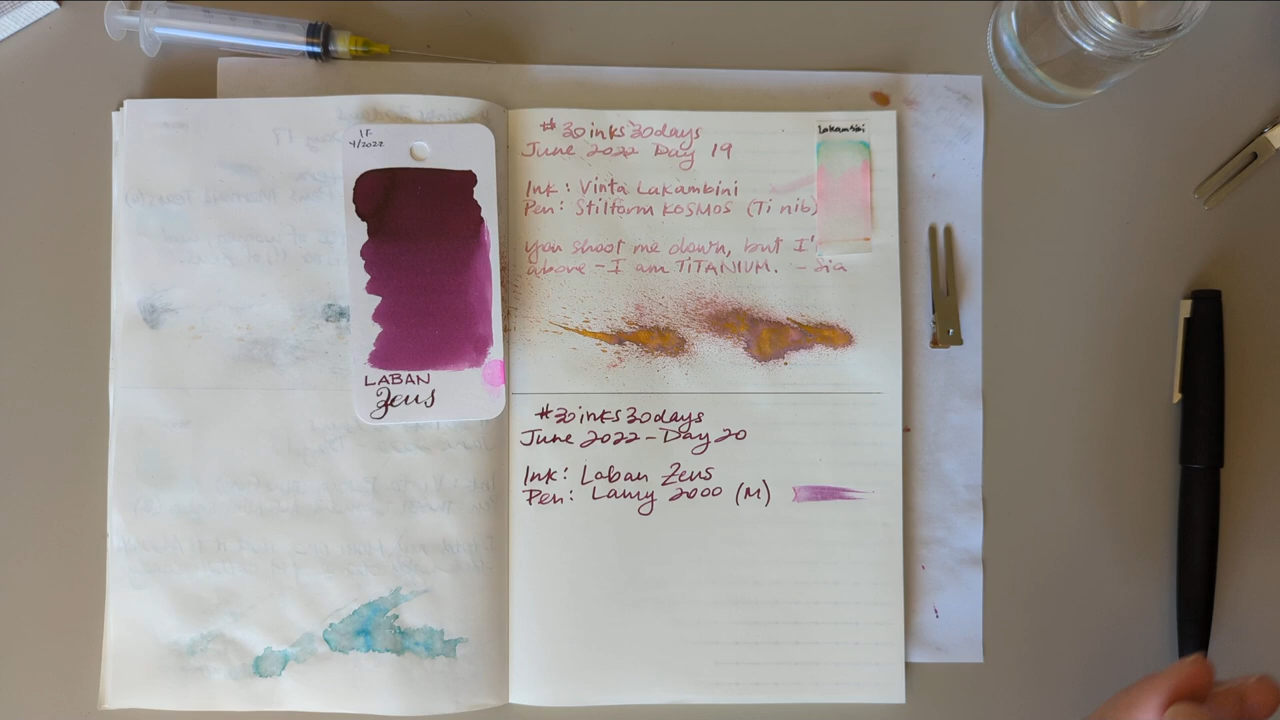 IF
4/2022
LABAN
Zeus
#30inks30days
June 2022 Day 19
Ink: Vinta Lakambini
Pen: Stilform KOSMOS (Ti nib)
Lakambini
you shoot me down, but I'
above - I am TiTANIUM. - Sia
#30inks30days
June 2022 - Day 20
Ink: Laban Zeus
Pen: Lamy 2000 (M)